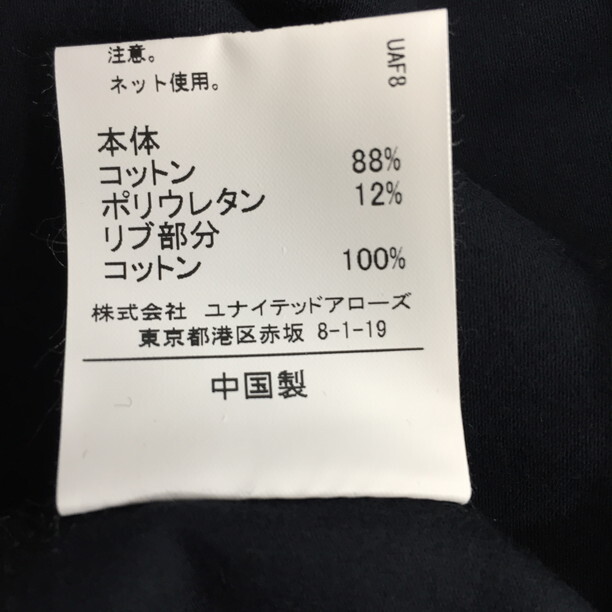 注意。
ネット使用。
UAF8
本体
コットン 88%
ポリウレタン 12%
リブ部分
コットン 100%
株式会社 ユナイテッドアローズ
東京都港区赤坂 8-1-19
中国製